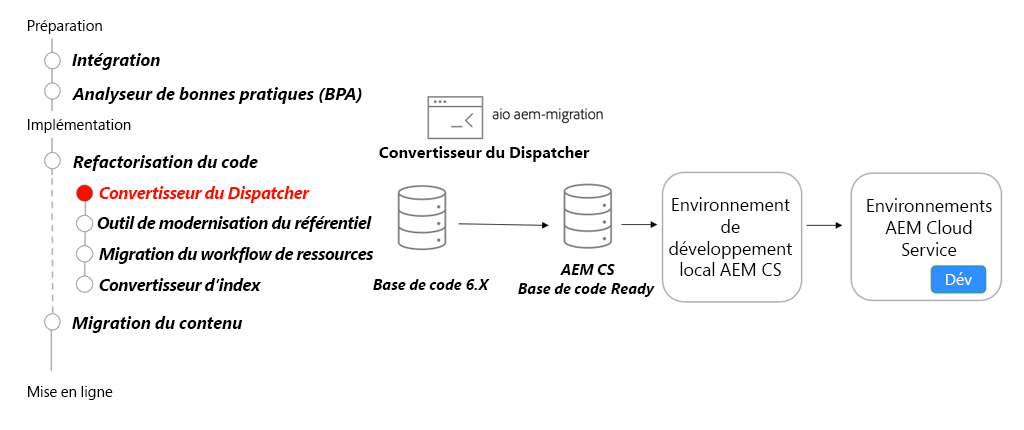 Préparation
Intégration
Analyseur de bonnes pratiques (BPA)
Implémentation
Refactorisation du code
Convertisseur du Dispatcher
Outil de modernisation du référentiel
Migration du workflow de ressources
Convertisseur d'index
Migration du contenu
Mise en ligne
aio aem-migration
Convertisseur du Dispatcher
Base de code 6.X
AEM CS
Base de code Ready
Environnement
de
développement
local AEM CS
Environnements
AEM Cloud
Service
Dév